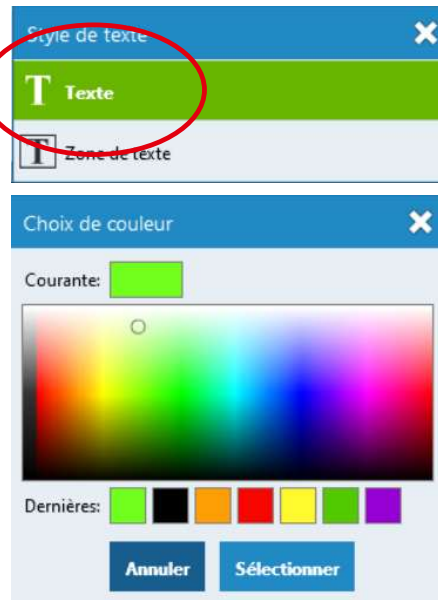 Style de texte
T Texte
T Zone de texte
Choix de couleur
Courante:
Dernières:
Annuler Sélectionner